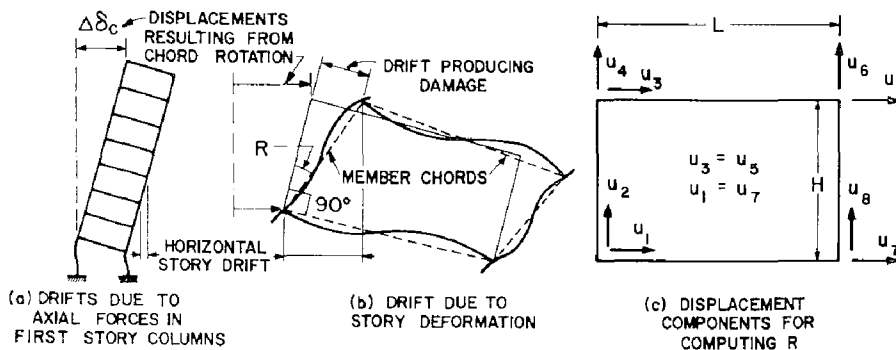 Δδc DISPLACEMENTS
RESULTING FROM
CHORD ROTATION
DRIFT PRODUCING
DAMAGE
R
MEMBER CHORDS
90°
HORIZONTAL
STORY DRIFT
(a) DRIFTS DUE TO
AXIAL FORCES IN
FIRST STORY COLUMNS
(b) DRIFT DUE TO
STORY DEFORMATION
L
u4
u3
u6
u
u3 = u5
u1 = u7
H
u2
u1
u8
u7
(c) DISPLACEMENT
COMPONENTS FOR
COMPUTING R